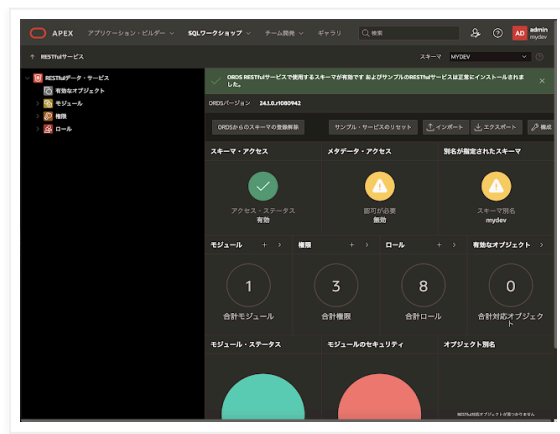 APEX アプリケーション・ビルダー SQLワークショップ チーム開発 ギャラリ 検索 AD admin mydev
RESTfulサービス スキーマ MYDEV
RESTfulデータ・サービス
有効なオブジェクト
モジュール
権限
ロール
ORDS RESTfulサービスで使用するスキーマが有効です およびサンプルのRESTfulサービスは正常にインストールされま
した。
ORDSバージョン 24.1.0.r1080942
ORDSからのスキーマの登録解除 サンプル・サービスのリセット インポート エクスポート 構成
スキーマ・アクセス メタデータ・アクセス 別名が指定されたスキーマ
アクセス・ステータス 認可が必要 スキーマ別名
有効 無効 mydev
モジュール 権限 ロール 有効なオブジェクト
1 3 8 0
合計モジュール 合計権限 合計ロール 合計対応オブジェク
ト
モジュール・ステータス モジュールのセキュリティ オブジェクト別名